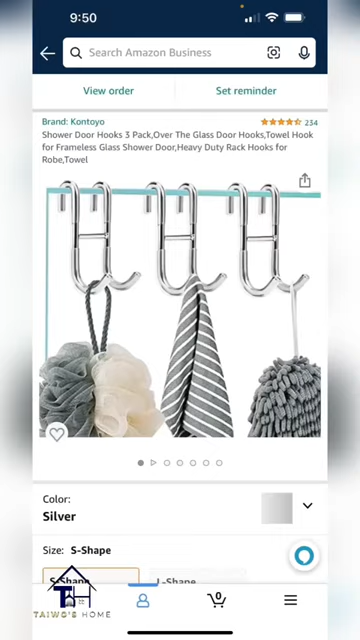 9:50
Search Amazon Business
View order
Set reminder
Brand: Kontoyo
234
Shower Door Hooks 3 Pack,Over The Glass Door Hooks,Towel Hook
for Frameless Glass Shower Door,Heavy Duty Rack Hooks for
Robe,Towel
Color:
Silver
Size: S-Shape
S-Shape
L-Shape
0
TH
TAIWO'S HOME